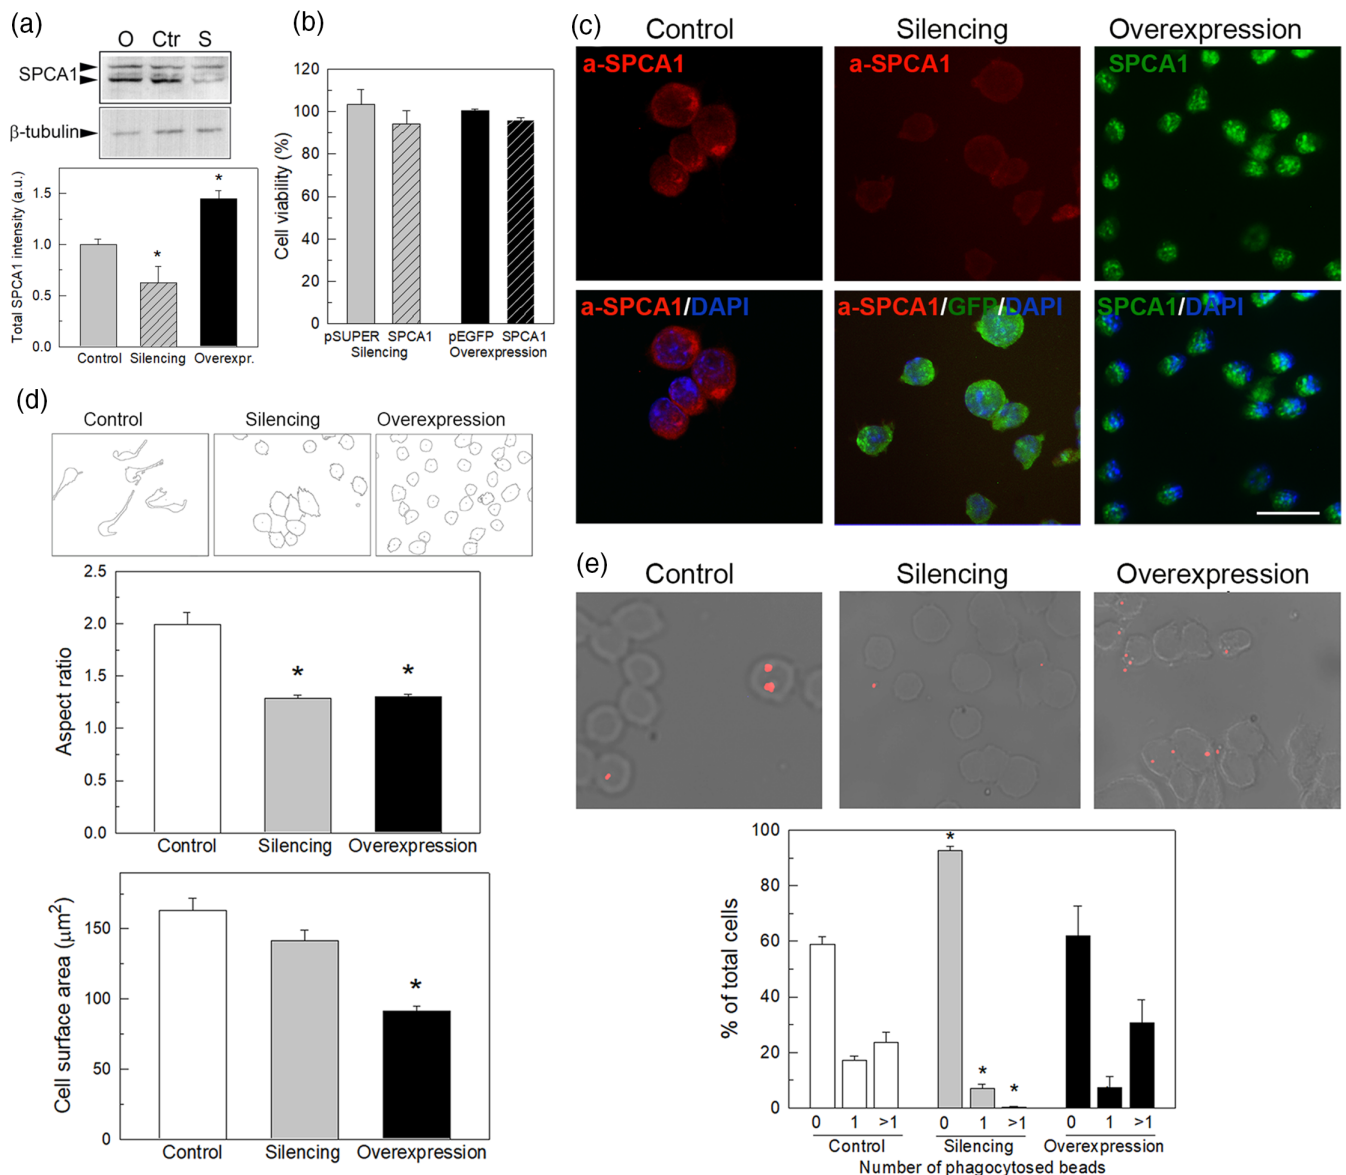 (a)
O Ctr S
SPCA1
β-tubulin
Total SPCA1 intensity (a.u.)
1.5
1.0
0.5
0.0
*
*
Control Silencing Overexpr.
(b)
Cell viability (%)
120
100
80
60
40
20
0
pSUPER SPCA1 pEGFP SPCA1
Silencing Overexpression
(c)
Control Silencing Overexpression
a-SPCA1 a-SPCA1 SPCA1
a-SPCA1/DAPI a-SPCA1/GFP/DAPI SPCA1/DAPI
(d)
Control Silencing Overexpression
Aspect ratio
2.5
2.0
1.5
1.0
0.5
0.0
* *
Control Silencing Overexpression
Cell surface area (μm²)
150
100
50
0
*
Control Silencing Overexpression
(e)
Control Silencing Overexpression
% of total cells
100
80
60
40
20
0
*
*
*
0 1 >1 0 1 >1 0 1 >1
Control Silencing Overexpression
Number of phagocytosed beads